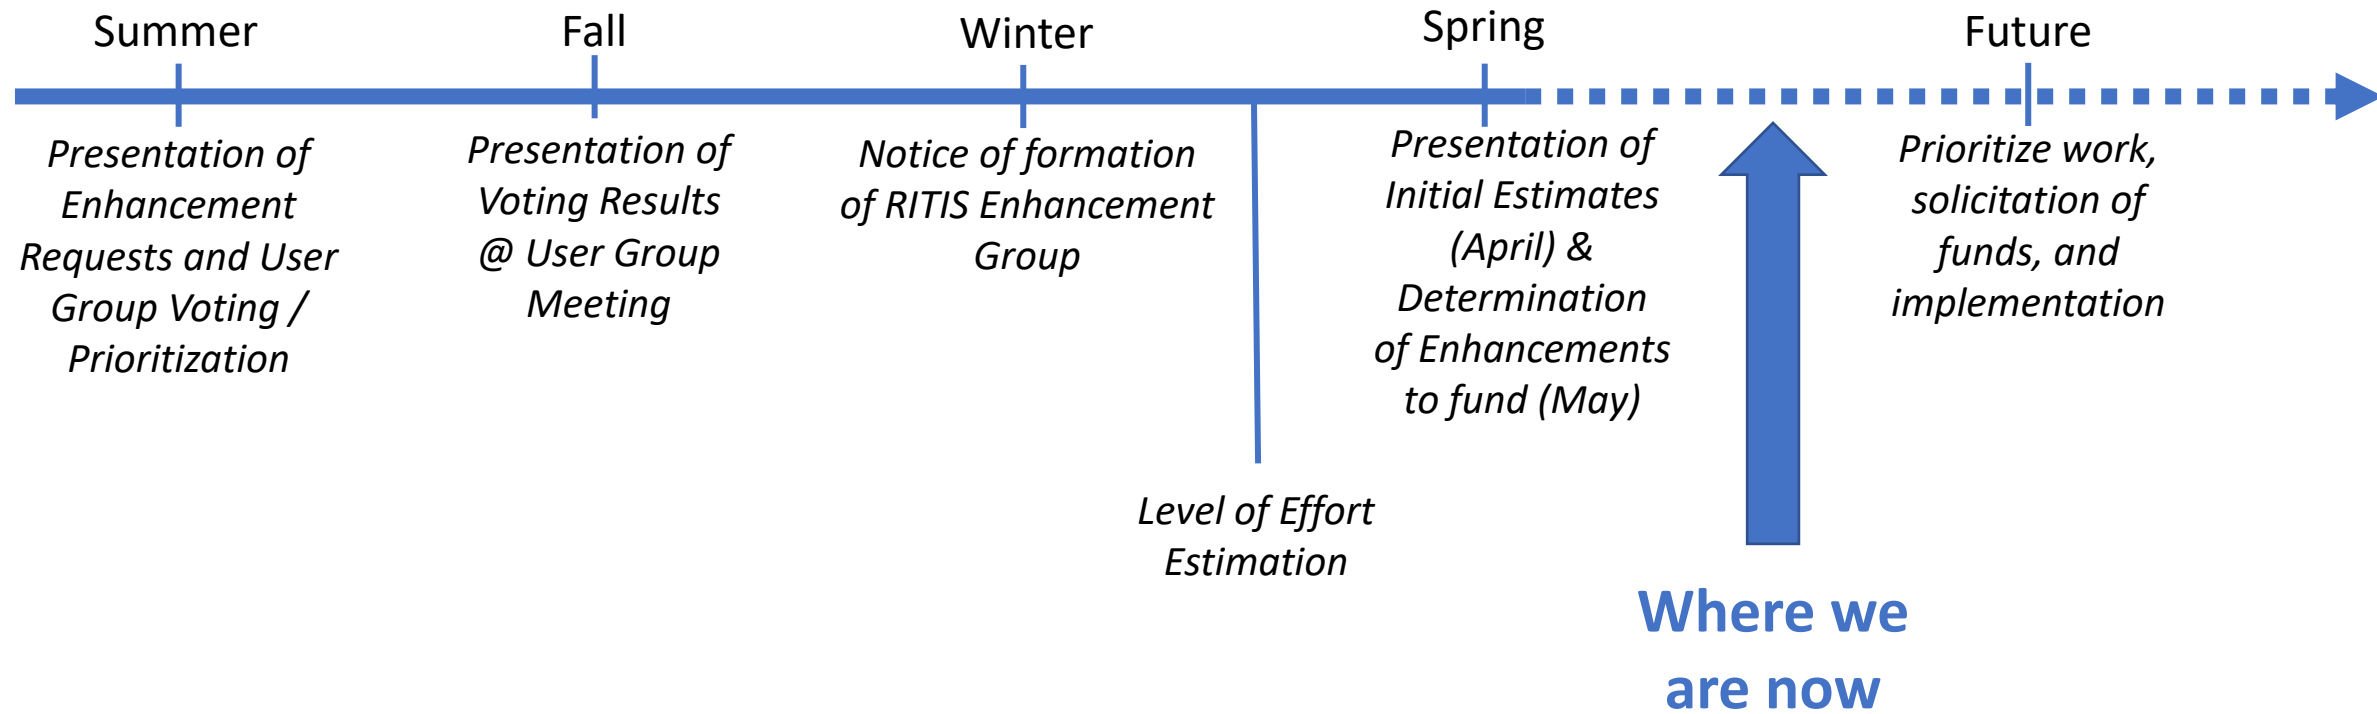 Summer
Presentation of
Enhancement
Requests and User
Group Voting /
Prioritization
Fall
Presentation of
Voting Results
@ User Group
Meeting
Winter
Notice of formation
of RITIS Enhancement
Group
Level of Effort
Estimation
Spring
Presentation of
Initial Estimates
(April) &
Determination
of Enhancements
to fund (May)
Where we
are now
Future
Prioritize work,
solicitation of
funds, and
implementation